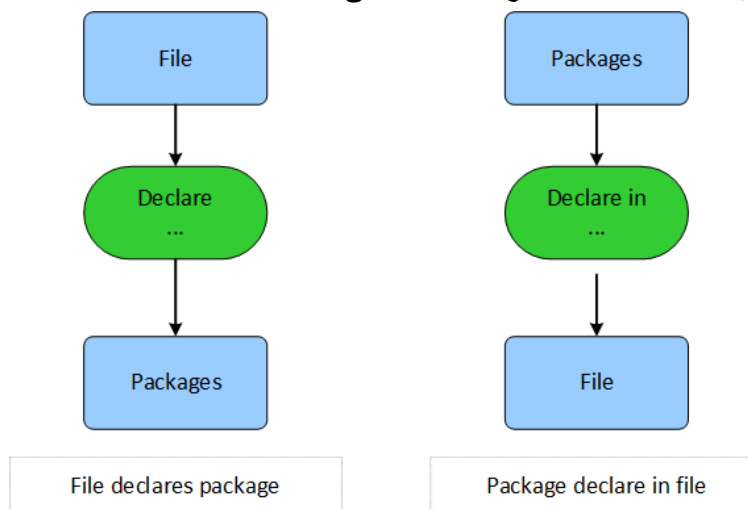 File
Declare
...
Packages
File declares package
Packages
Declare in
...
File
Package declare in file